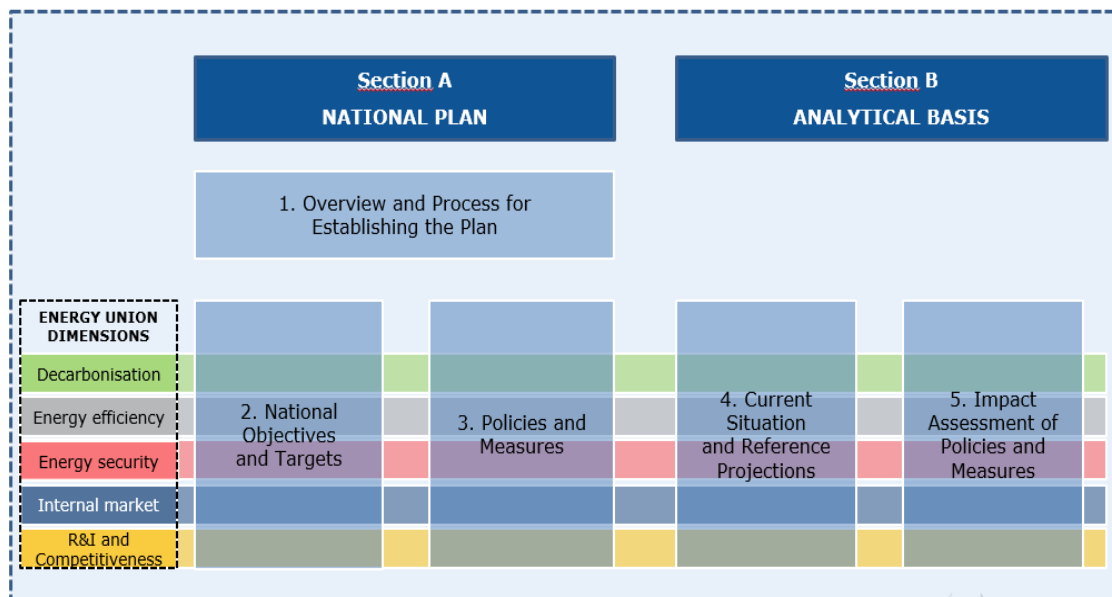 Section A
NATIONAL PLAN
Section B
ANALYTICAL BASIS
1. Overview and Process for
Establishing the Plan
ENERGY UNION
DIMENSIONS
Decarbonisation
Energy efficiency
Energy security
Internal market
R&I and
Competitiveness
2. National
Objectives
and Targets
3. Policies and
Measures
4. Current
Situation
and Reference
Projections
5. Impact
Assessment of
Policies and
Measures